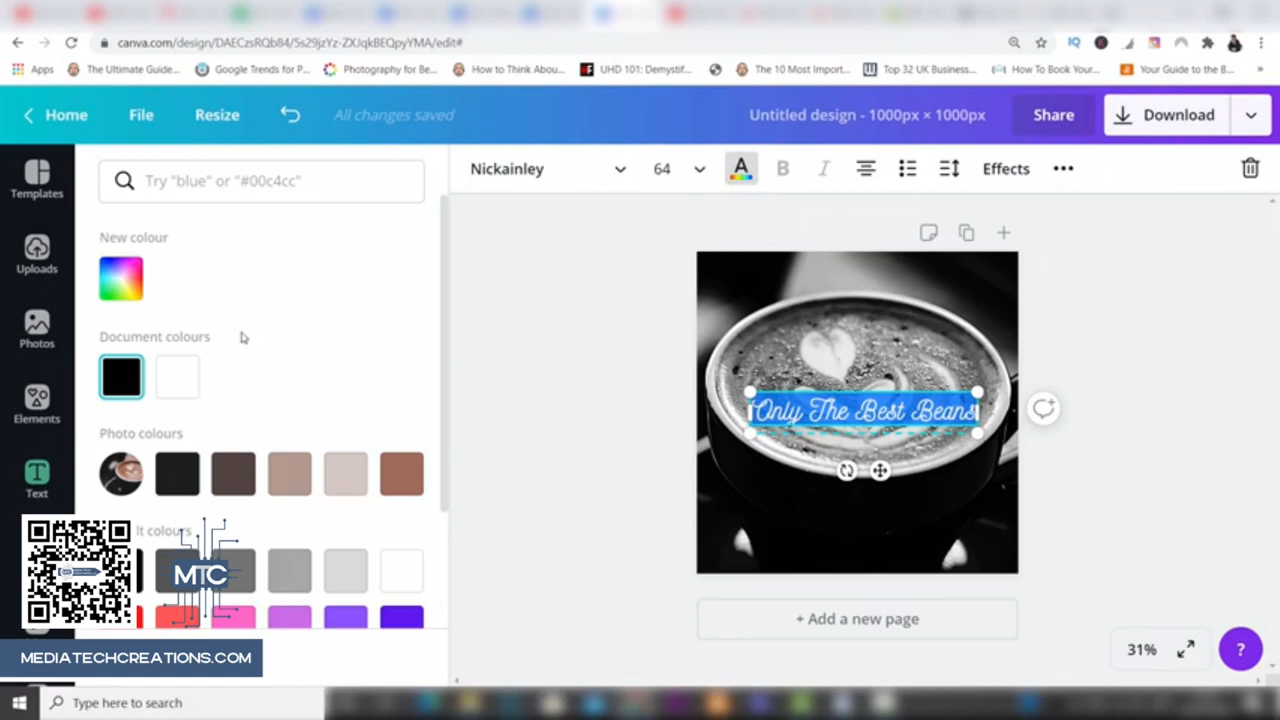 canva.com/design/DAECzsRQb84/5s29jzYz-ZXJqkBEQpyYMA/edit#
Apps The Ultimate Guide... Google Trends for P... Photography for Be... How to Think Abou... UHD 101: Demystif... The 10 Most Import... Top 32 UK Business... How To Book Your... Your Guide to the B... »
Home File Resize All changes saved Untitled design - 1000px × 1000px Share Download
Templates
Uploads
Photos
Elements
Text
Try "blue" or "#00c4cc"
New colour
Document colours
Photo colours
lt colours
Nickainley 64 A B I Effects
Only The Best Beans
+ Add a new page
31% ?
MTC
MEDIATECHCREATIONS.COM
Type here to search